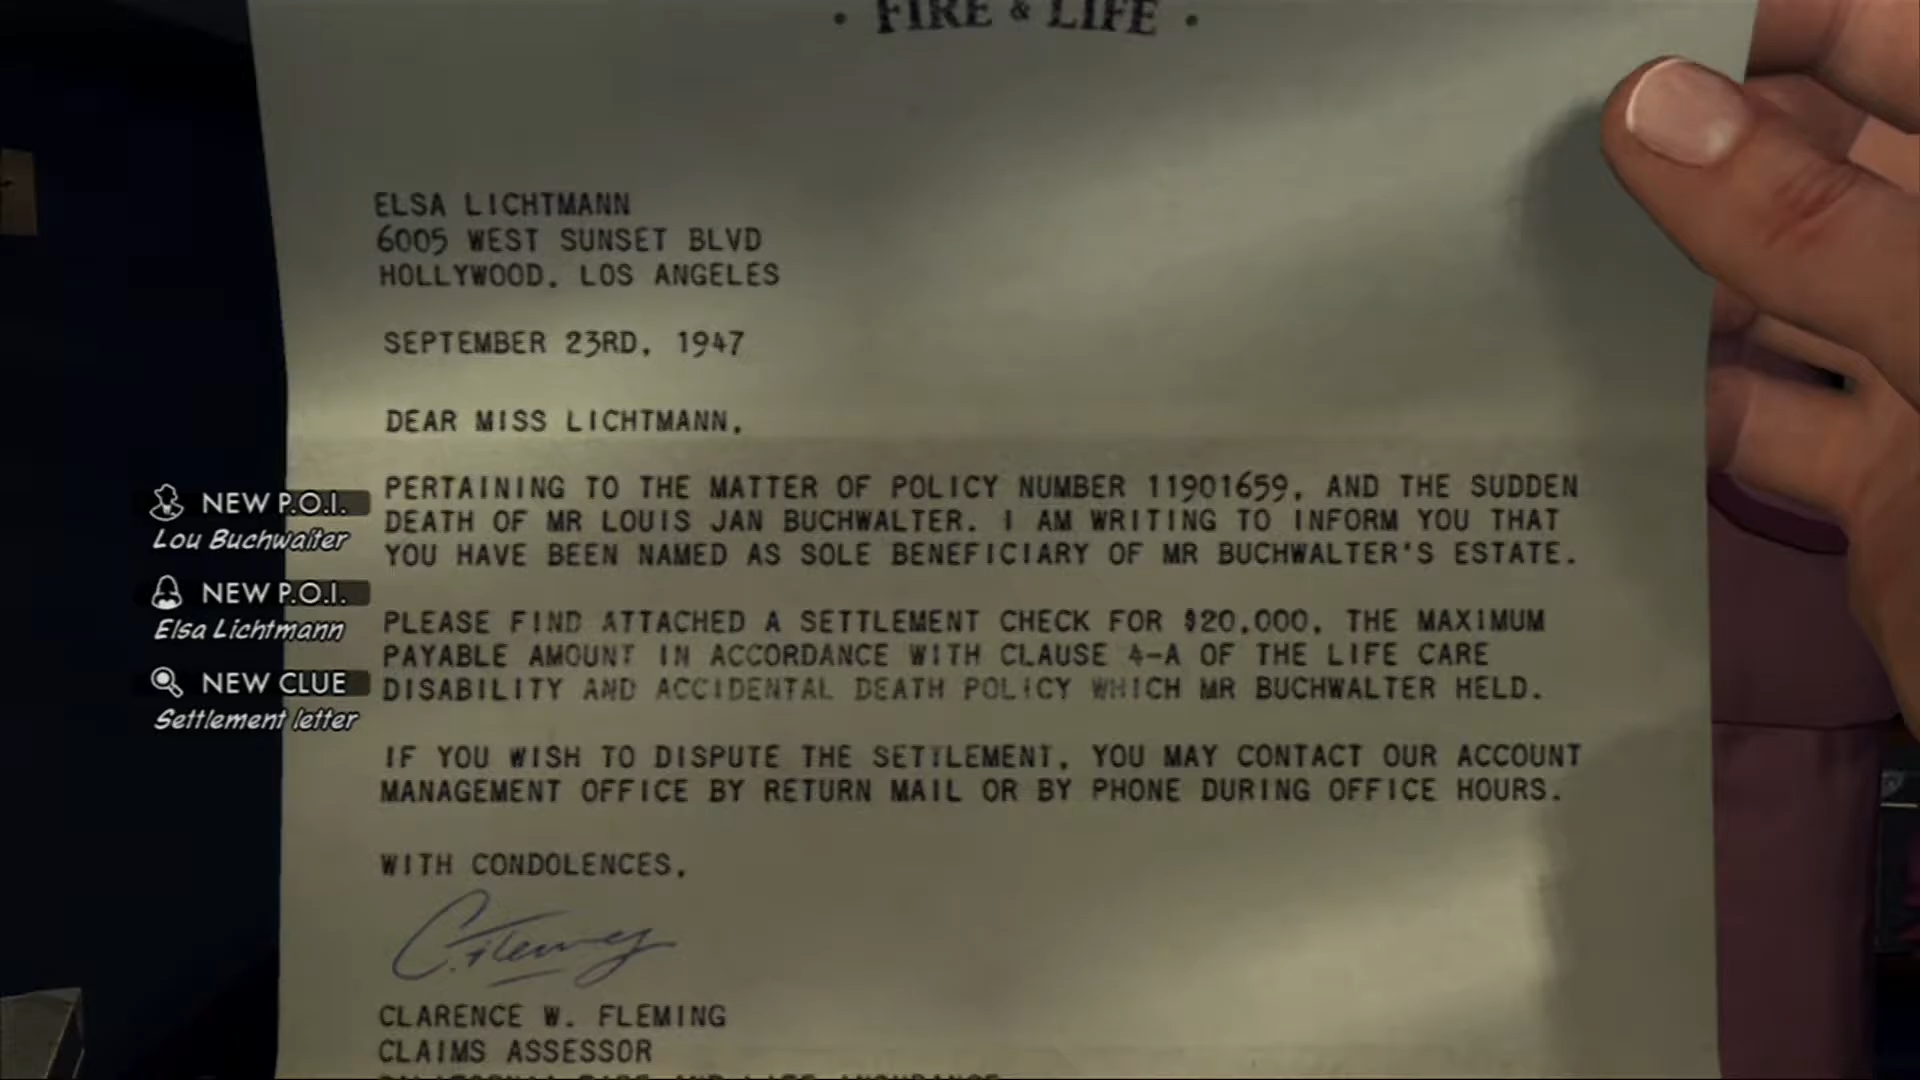 · FIRE & LIFE ·
ELSA LICHTMANN
6005 WEST SUNSET BLVD
HOLLYWOOD, LOS ANGELES
SEPTEMBER 23RD, 1947
DEAR MISS LICHTMANN,
PERTAINING TO THE MATTER OF POLICY NUMBER 11901659, AND THE SUDDEN
DEATH OF MR LOUIS JAN BUCHWALTER. I AM WRITING TO INFORM YOU THAT
YOU HAVE BEEN NAMED AS SOLE BENEFICIARY OF MR BUCHWALTER'S ESTATE.
PLEASE FIND ATTACHED A SETTLEMENT CHECK FOR $20,000, THE MAXIMUM
PAYABLE AMOUNT IN ACCORDANCE WITH CLAUSE 4-A OF THE LIFE CARE
DISABILITY AND ACCIDENTAL DEATH POLICY WHICH MR BUCHWALTER HELD.
IF YOU WISH TO DISPUTE THE SETTLEMENT, YOU MAY CONTACT OUR ACCOUNT
MANAGEMENT OFFICE BY RETURN MAIL OR BY PHONE DURING OFFICE HOURS.
WITH CONDOLENCES,
C. Fleming
CLARENCE W. FLEMING
CLAIMS ASSESSOR
CALIFORNIA FIRE AND LIFE INSURANCE
NEW P.O.I.
Lou Buchwalter
NEW P.O.I.
Elsa Lichtmann
NEW CLUE
Settlement letter